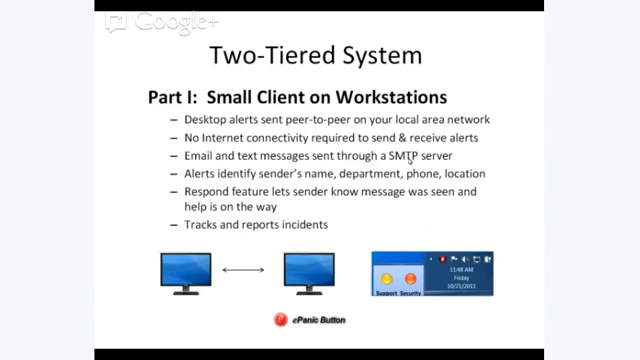 Google+
Two-Tiered System
Part I: Small Client on Workstations
– Desktop alerts sent peer-to-peer on your local area network
– No Internet connectivity required to send & receive alerts
– Email and text messages sent through a SMTP server
– Alerts identify sender's name, department, phone, location
– Respond feature lets sender know message was seen and
help is on the way
– Tracks and reports incidents
11:48 AM
Friday
10/21/2011
Support Security
ePanic Button